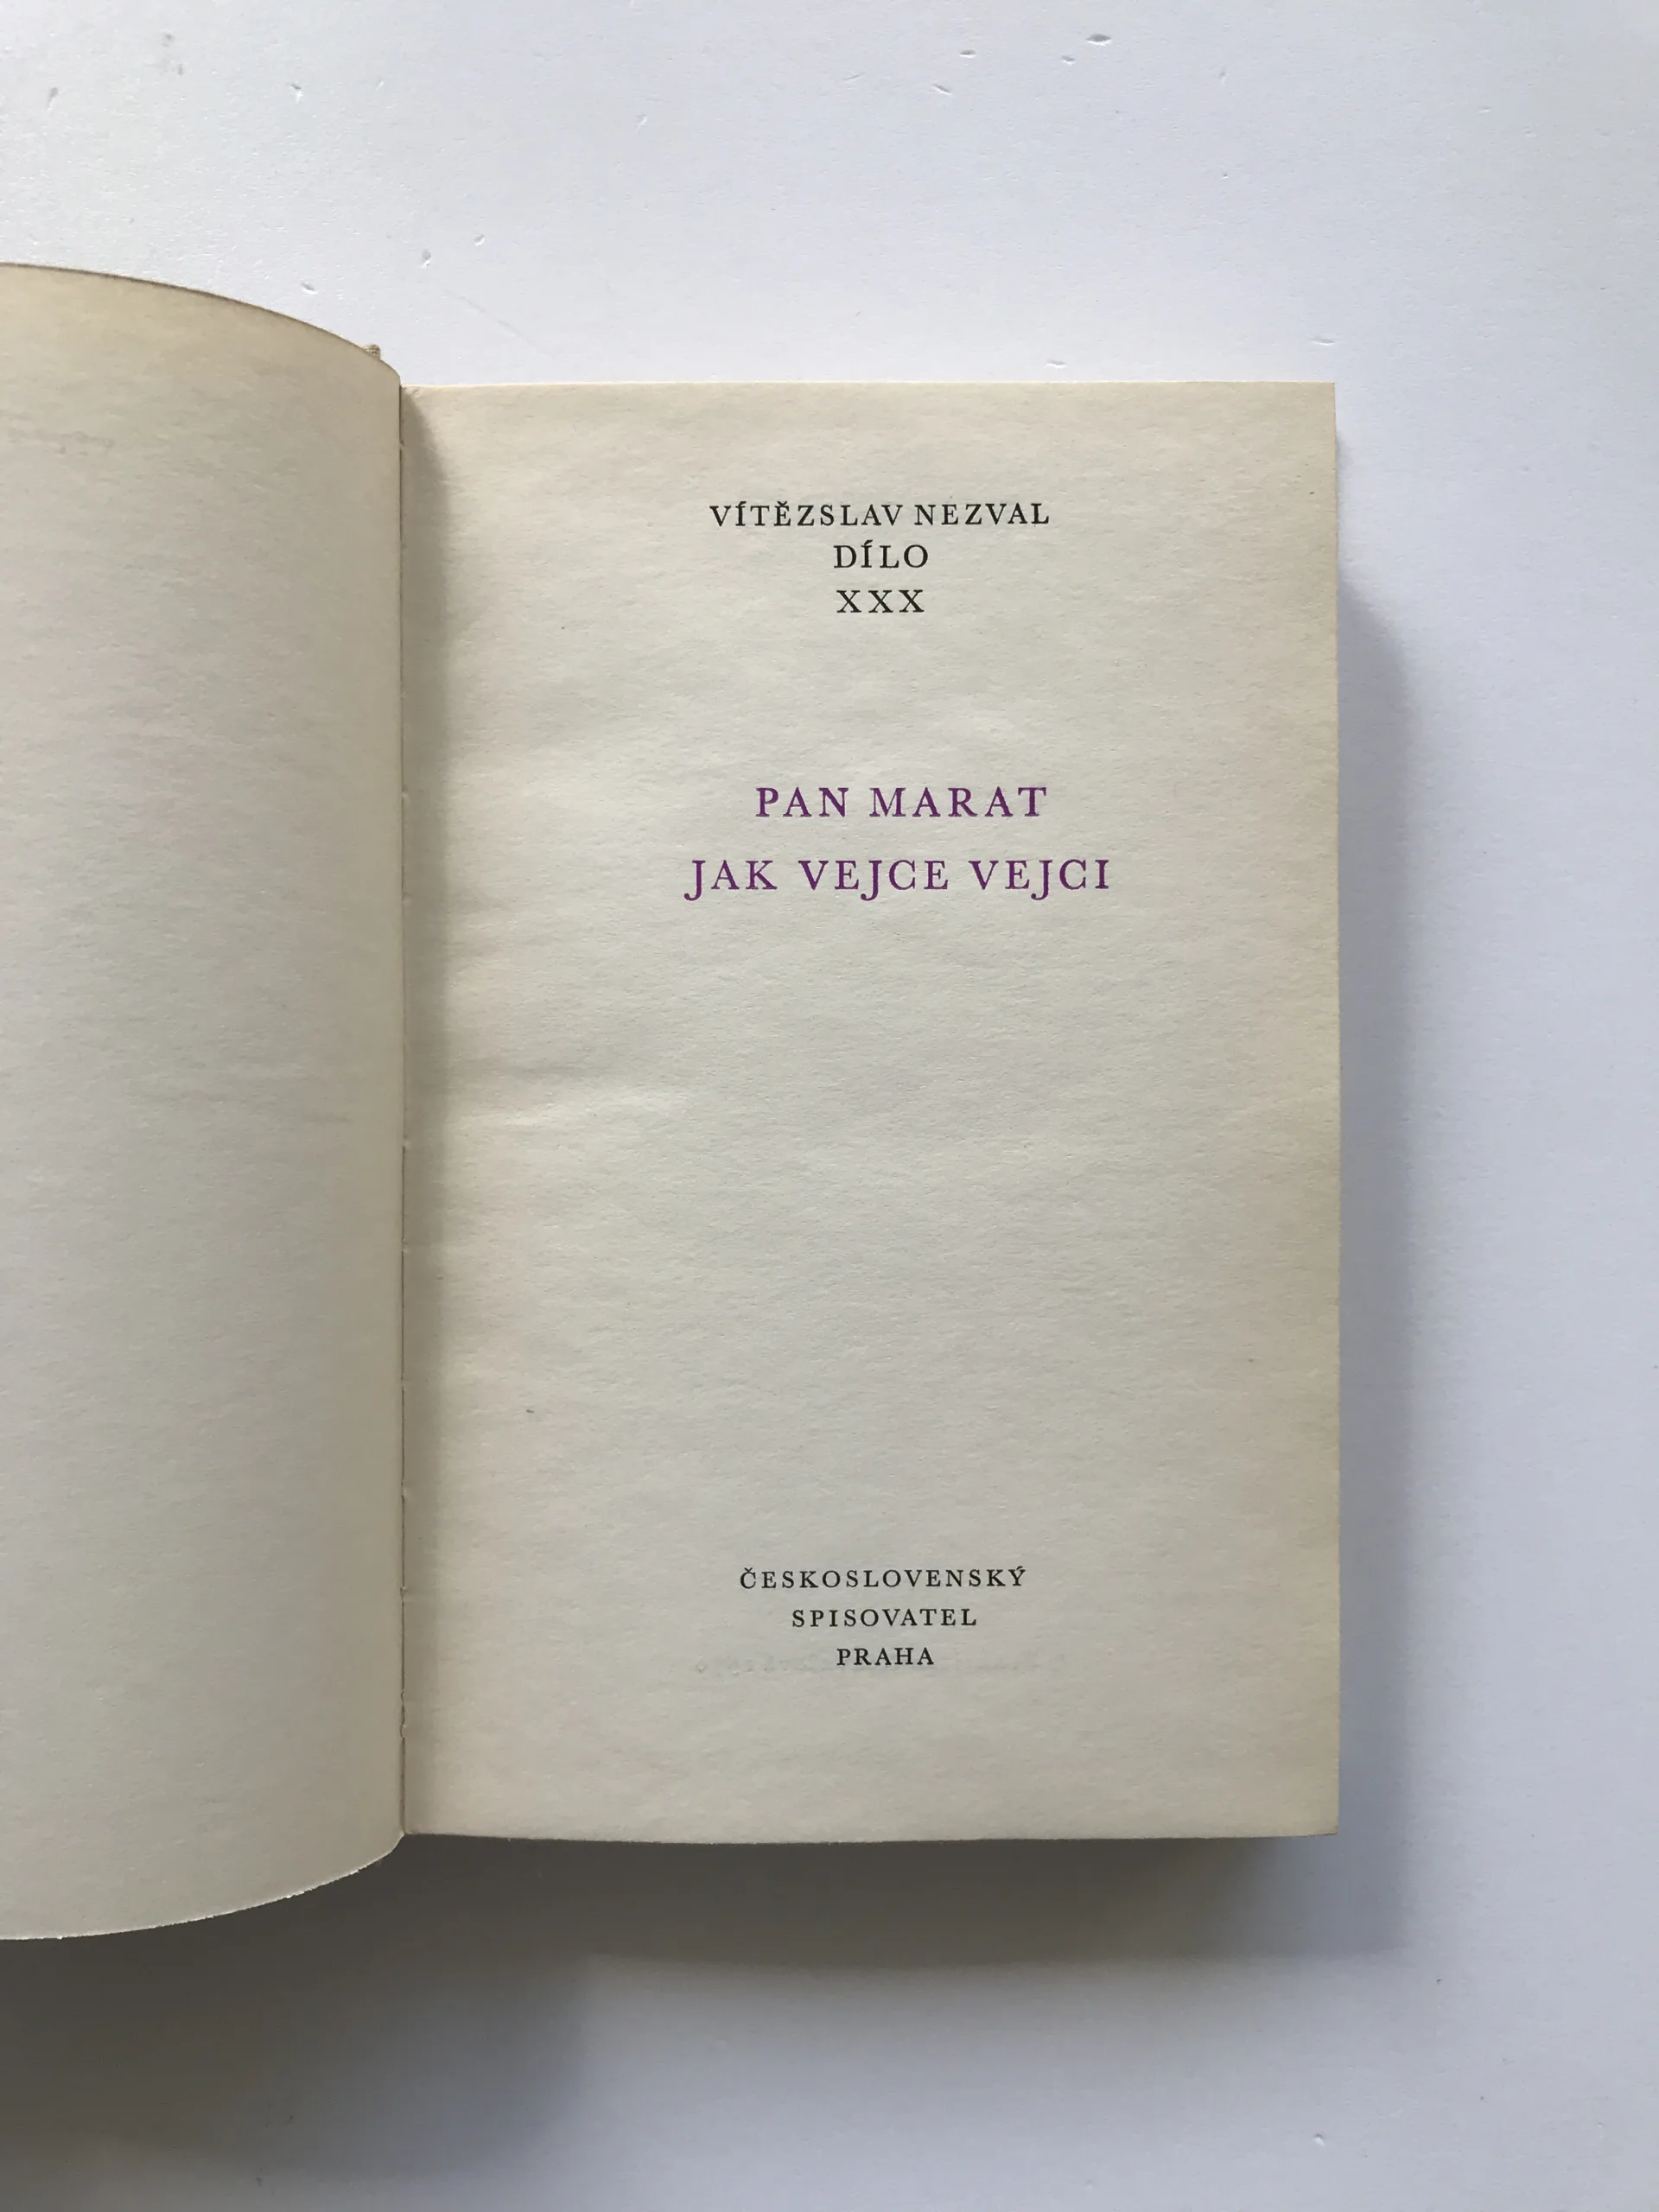 VÍTĚZSLAV NEZVAL
DÍLO
XXX
PAN MARAT
JAK VEJCE VEJCI
ČESKOSLOVENSKÝ
SPISOVATEL
PRAHA